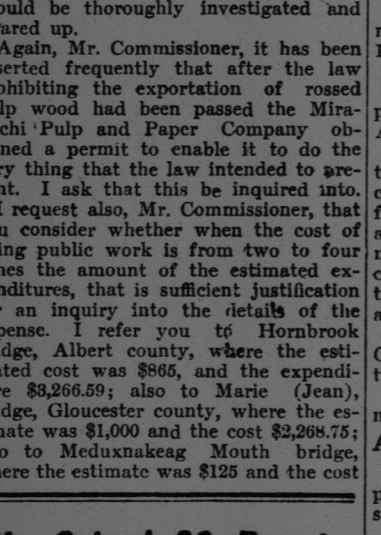 ould be thoroughly investigated and
ared up.
Again, Mr. Commissioner, it has been
serted frequently that after the law
ohibiting the exportation of rossed
lp wood had been passed the Mira-
chi Pulp and Paper Company ob-
ned a permit to enable it to do the
ry thing that the law intended to pre-
nt. I ask that this be inquired into.
I request also, Mr. Commissioner, that
u consider whether when the cost of
ing public work is from two to four
nes the amount of the estimated ex-
nditures, that is sufficient justification
r an inquiry into the details of the
pense. I refer you to Hornbrook
dge, Albert county, where the esti-
ated cost was $865, and the expendi-
re $3,266.59; also to Marie (Jean),
dge, Gloucester county, where the es-
nate was $1,000 and the cost $2,268.75;
o to Meduxnakeag Mouth bridge,
here the estimate was $125 and the cost